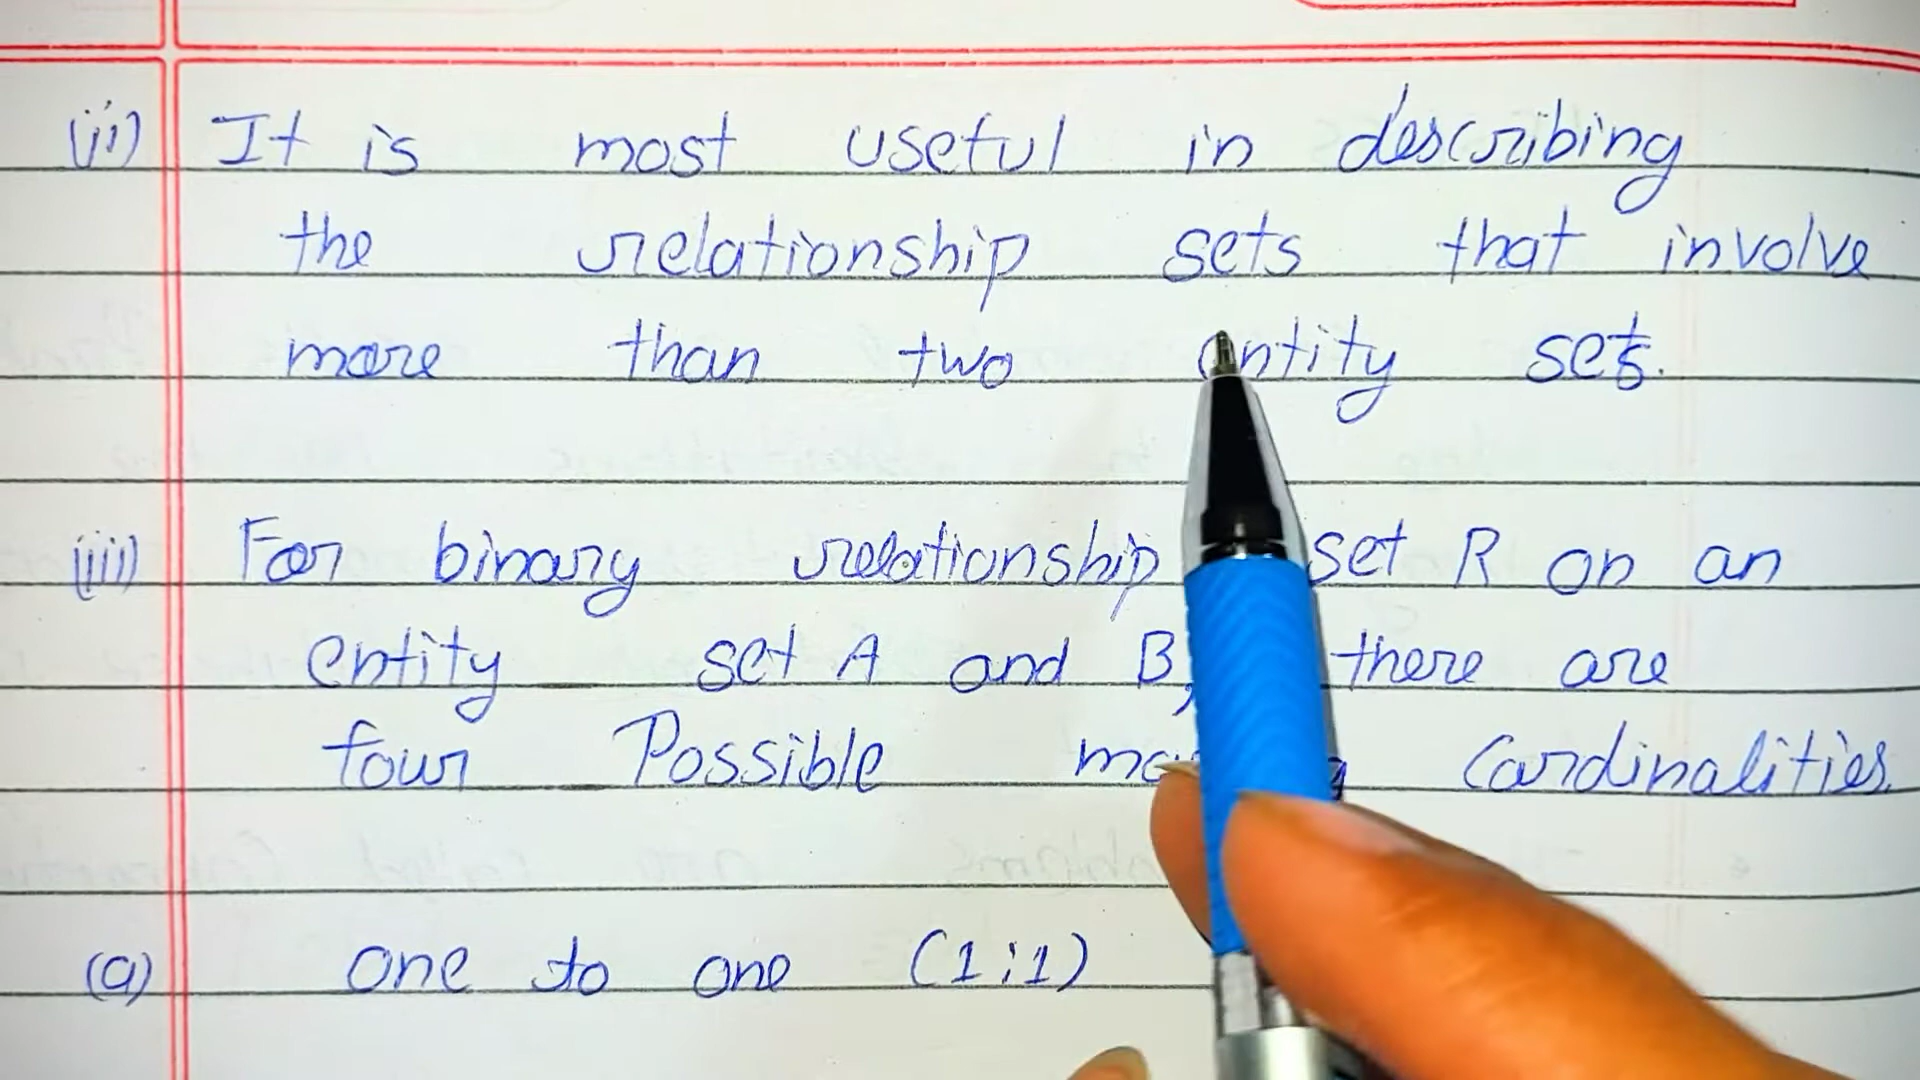 (ii) It is most useful in describing
the relationship sets that involve
more than two entity sets.
(iii) For binary relationship set R on an
entity set A and B, there are
four Possible Cardinalities.
(a) one to one (1:1)